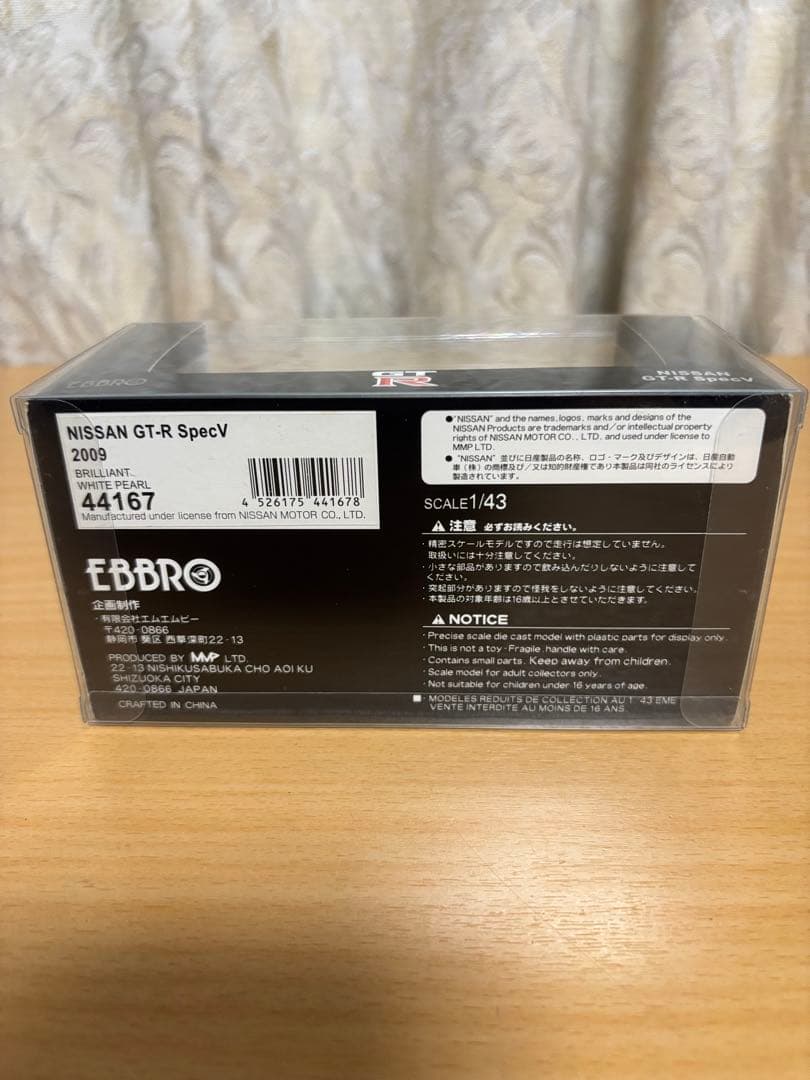 EBBRO
GT
R
NISSAN
GT-R SpecV
NISSAN GT-R SpecV
2009
BRILLIANT
WHITE PEARL
44167
4 526175 441678
Manufactured under license from NISSAN MOTOR CO., LTD.
EBBRO
企画制作
・有限会社エムエムピー
〒420-0866
静岡市 葵区 西草深町22-13
PRODUCED BY MMP LTD.
22-13 NISHIKUSABUKA CHO AOI KU
SHIZUOKA CITY
420-0866 JAPAN
CRAFTED IN CHINA
●"NISSAN" and the names, logos, marks and designs of the
NISSAN Products are trademarks and/or intellectual property
rights of NISSAN MOTOR CO., LTD. and used under license to
MMP LTD.
●"NISSAN" 並びに日産製品の名称、ロゴ・マーク及びデザインは、日産自動
車(株)の商標及び/又は知的財産権であり本製品は同社のライセンスにより
製造されています。
SCALE1/43
⚠注意 必ずお読みください。
・精密スケールモデルですので走行は想定していません。
取扱いには十分注意してください。
・小さな部品がありますので飲み込んだりしないように注意して
ください。
・突起部分がありますので怪我をしないように注意してください。
・本製品の対象年齢は16歳以上とさせていただきます。
⚠NOTICE
・Precise scale die cast model with plastic parts for display only.
・This is not a toy・Fragile, handle with care.
・Contains small parts. Keep away from children.
・Scale model for adult collectors only.
・Not suitable for children under 16 years of age.
■・MODELES REDUITS DE COLLECTION AU 1/43 EME
VENTE INTERDITE AU MOINS DE 16 ANS.